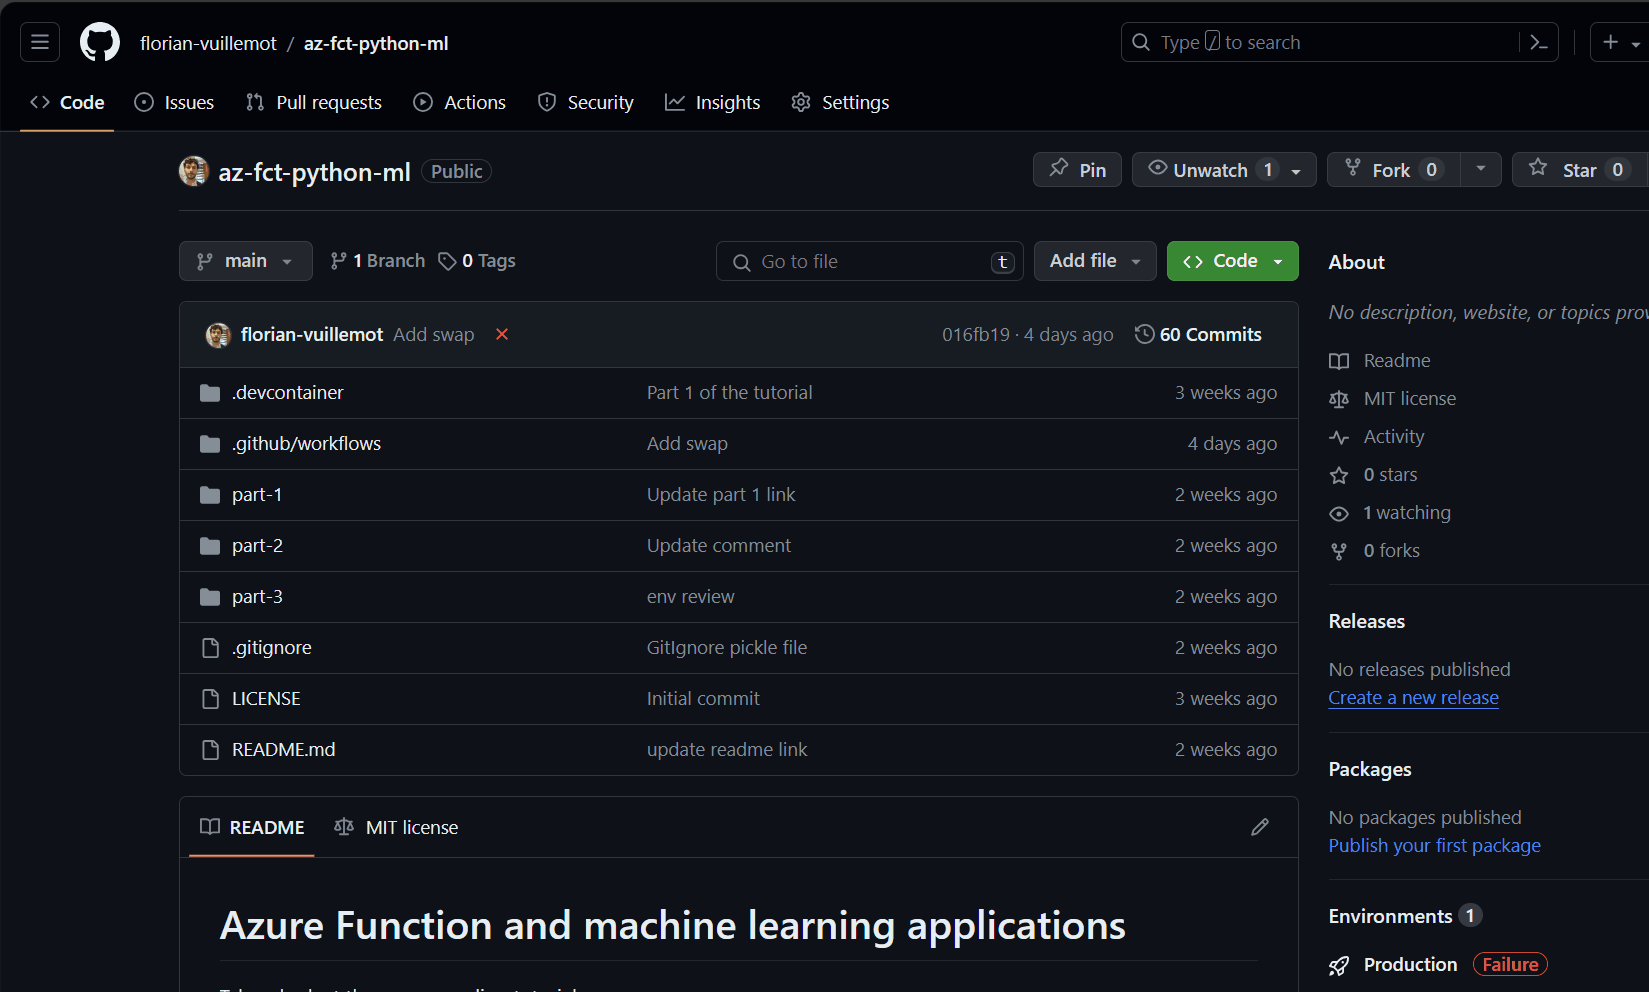 florian-vuillemot / az-fct-python-ml
Type / to search
Code
Issues
Pull requests
Actions
Security
Insights
Settings
az-fct-python-ml Public
Pin
Unwatch 1
Fork 0
Star 0
main
1 Branch
0 Tags
Go to file t
Add file
Code
florian-vuillemot Add swap
016fb19 · 4 days ago
60 Commits
.devcontainer Part 1 of the tutorial 3 weeks ago
.github/workflows Add swap 4 days ago
part-1 Update part 1 link 2 weeks ago
part-2 Update comment 2 weeks ago
part-3 env review 2 weeks ago
.gitignore GitIgnore pickle file 2 weeks ago
LICENSE Initial commit 3 weeks ago
README.md update readme link 2 weeks ago
README
MIT license
Azure Function and machine learning applications
About
No description, website, or topics
Readme
MIT license
Activity
0 stars
1 watching
0 forks
Releases
No releases published
Create a new release
Packages
No packages published
Publish your first package
Environments 1
Production Failure